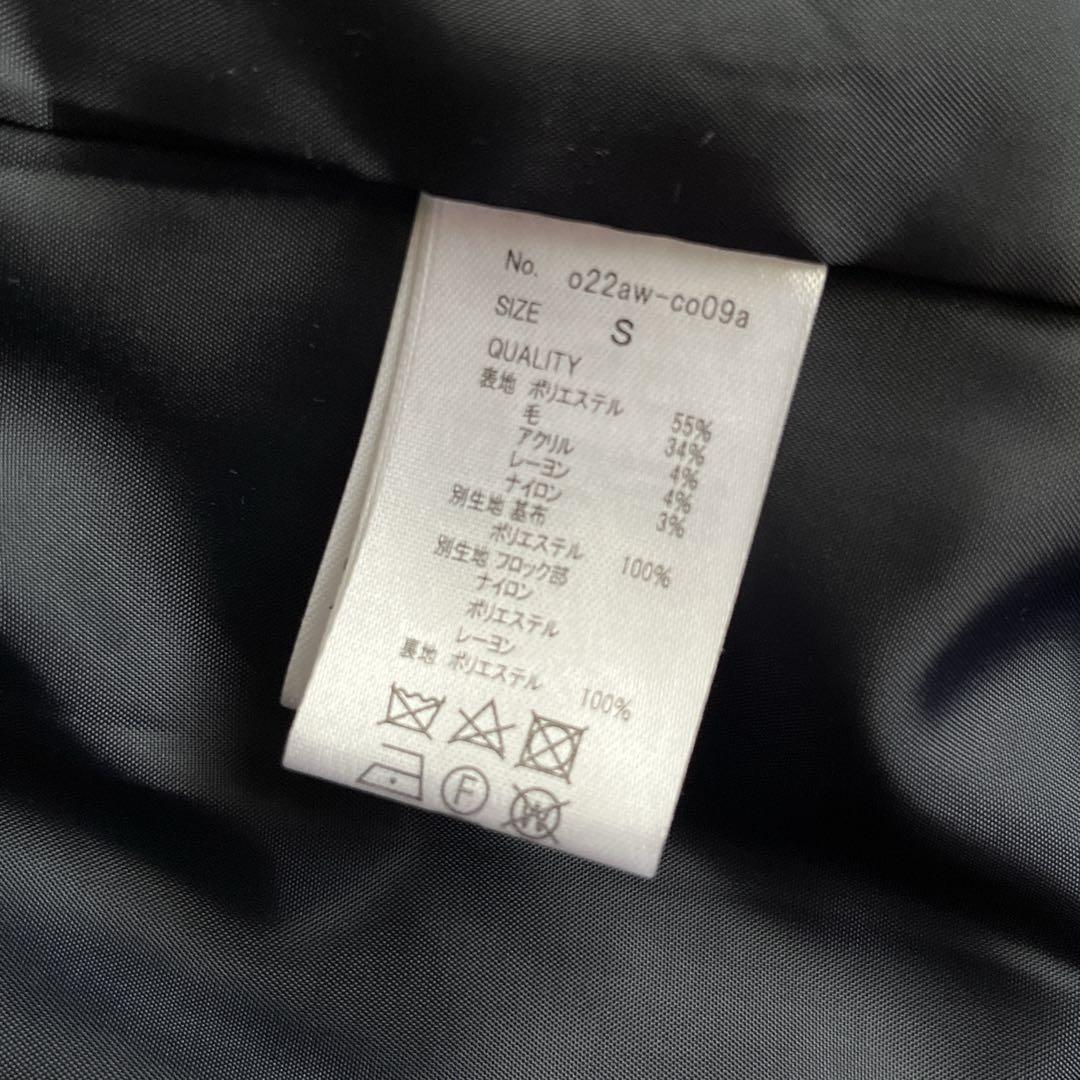 No. o22aw-co09a
SIZE S
QUALITY
表地 ポリエステル 55%
毛 34%
アクリル 4%
レーヨン 4%
ナイロン 3%
別生地 基布
ポリエステル 100%
別生地 フロック部
ナイロン
ポリエステル
レーヨン
裏地 ポリエステル 100%
F W